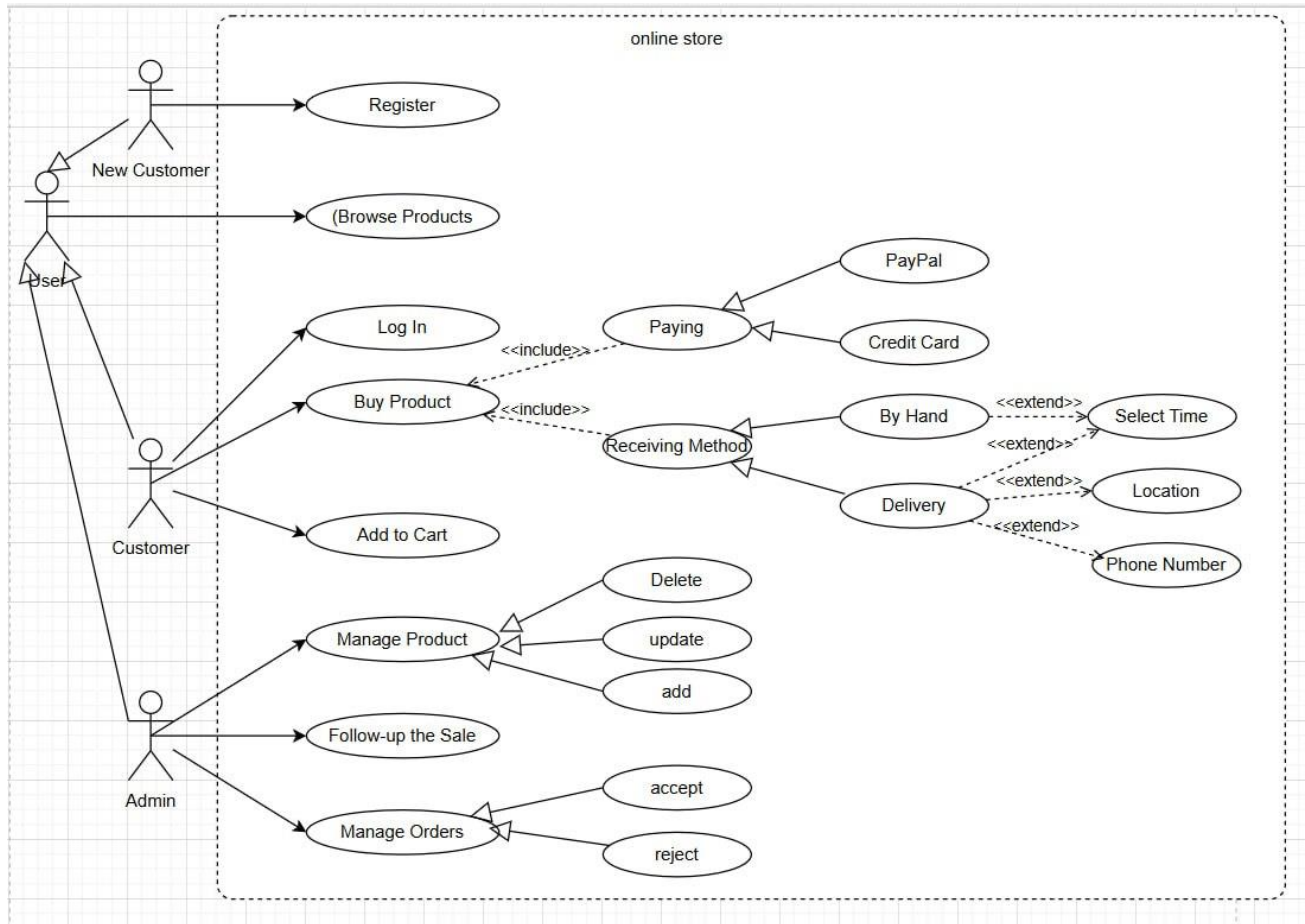 online store
Register
New Customer
(Browse Products
User
PayPal
Log In
Paying
Credit Card
<<include>>
Buy Product
<<include>>
By Hand
<<extend>>
Select Time
Receiving Method
<<extend>>
<<extend>>
Location
Delivery
<<extend>>
Customer
Add to Cart
Phone Number
Delete
Manage Product
update
add
Follow-up the Sale
Admin
accept
Manage Orders
reject